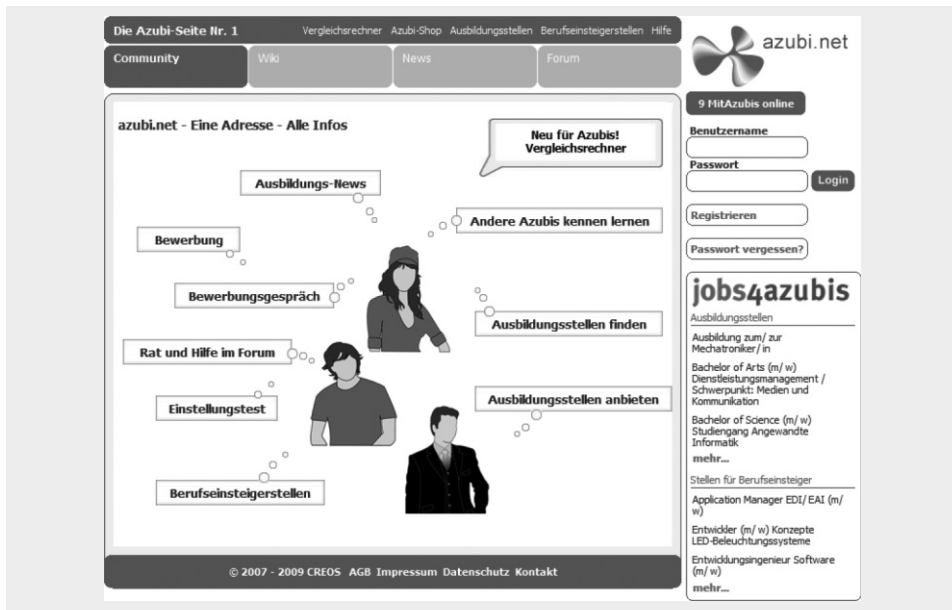 Die Azubi-Seite Nr. 1
Vergleichsrechner Azubi-Shop Ausbildungsstellen Berufseinsteigerstellen Hilfe
Community
Wiki
News
Forum
azubi.net
9 MitAzubis online
Benutzername
Passwort
Login
Registrieren
Passwort vergessen?
azubi.net - Eine Adresse - Alle Infos
Neu für Azubis!
Vergleichsrechner
Ausbildungs-News
Andere Azubis kennen lernen
Bewerbung
Bewerbungsgespräch
Ausbildungsstellen finden
Rat und Hilfe im Forum
Einstellungstest
Ausbildungsstellen anbieten
Berufseinsteigerstellen
jobs4azubis
Ausbildungsstellen
Ausbildung zum/ zur
Mechatroniker/ in
Bachelor of Arts (m/ w)
Dienstleistungsmanagement /
Schwerpunkt: Medien und
Kommunikation
Bachelor of Science (m/ w)
Studiengang Angewandte
Informatik
mehr...
Stellen für Berufseinsteiger
Application Manager EDI/ EAI (m/
w)
Entwickler (m/ w) Konzepte
LED-Beleuchtungssysteme
Entwicklungsingenieur Software
(m/ w)
mehr...
© 2007 - 2009 CREOS AGB Impressum Datenschutz Kontakt